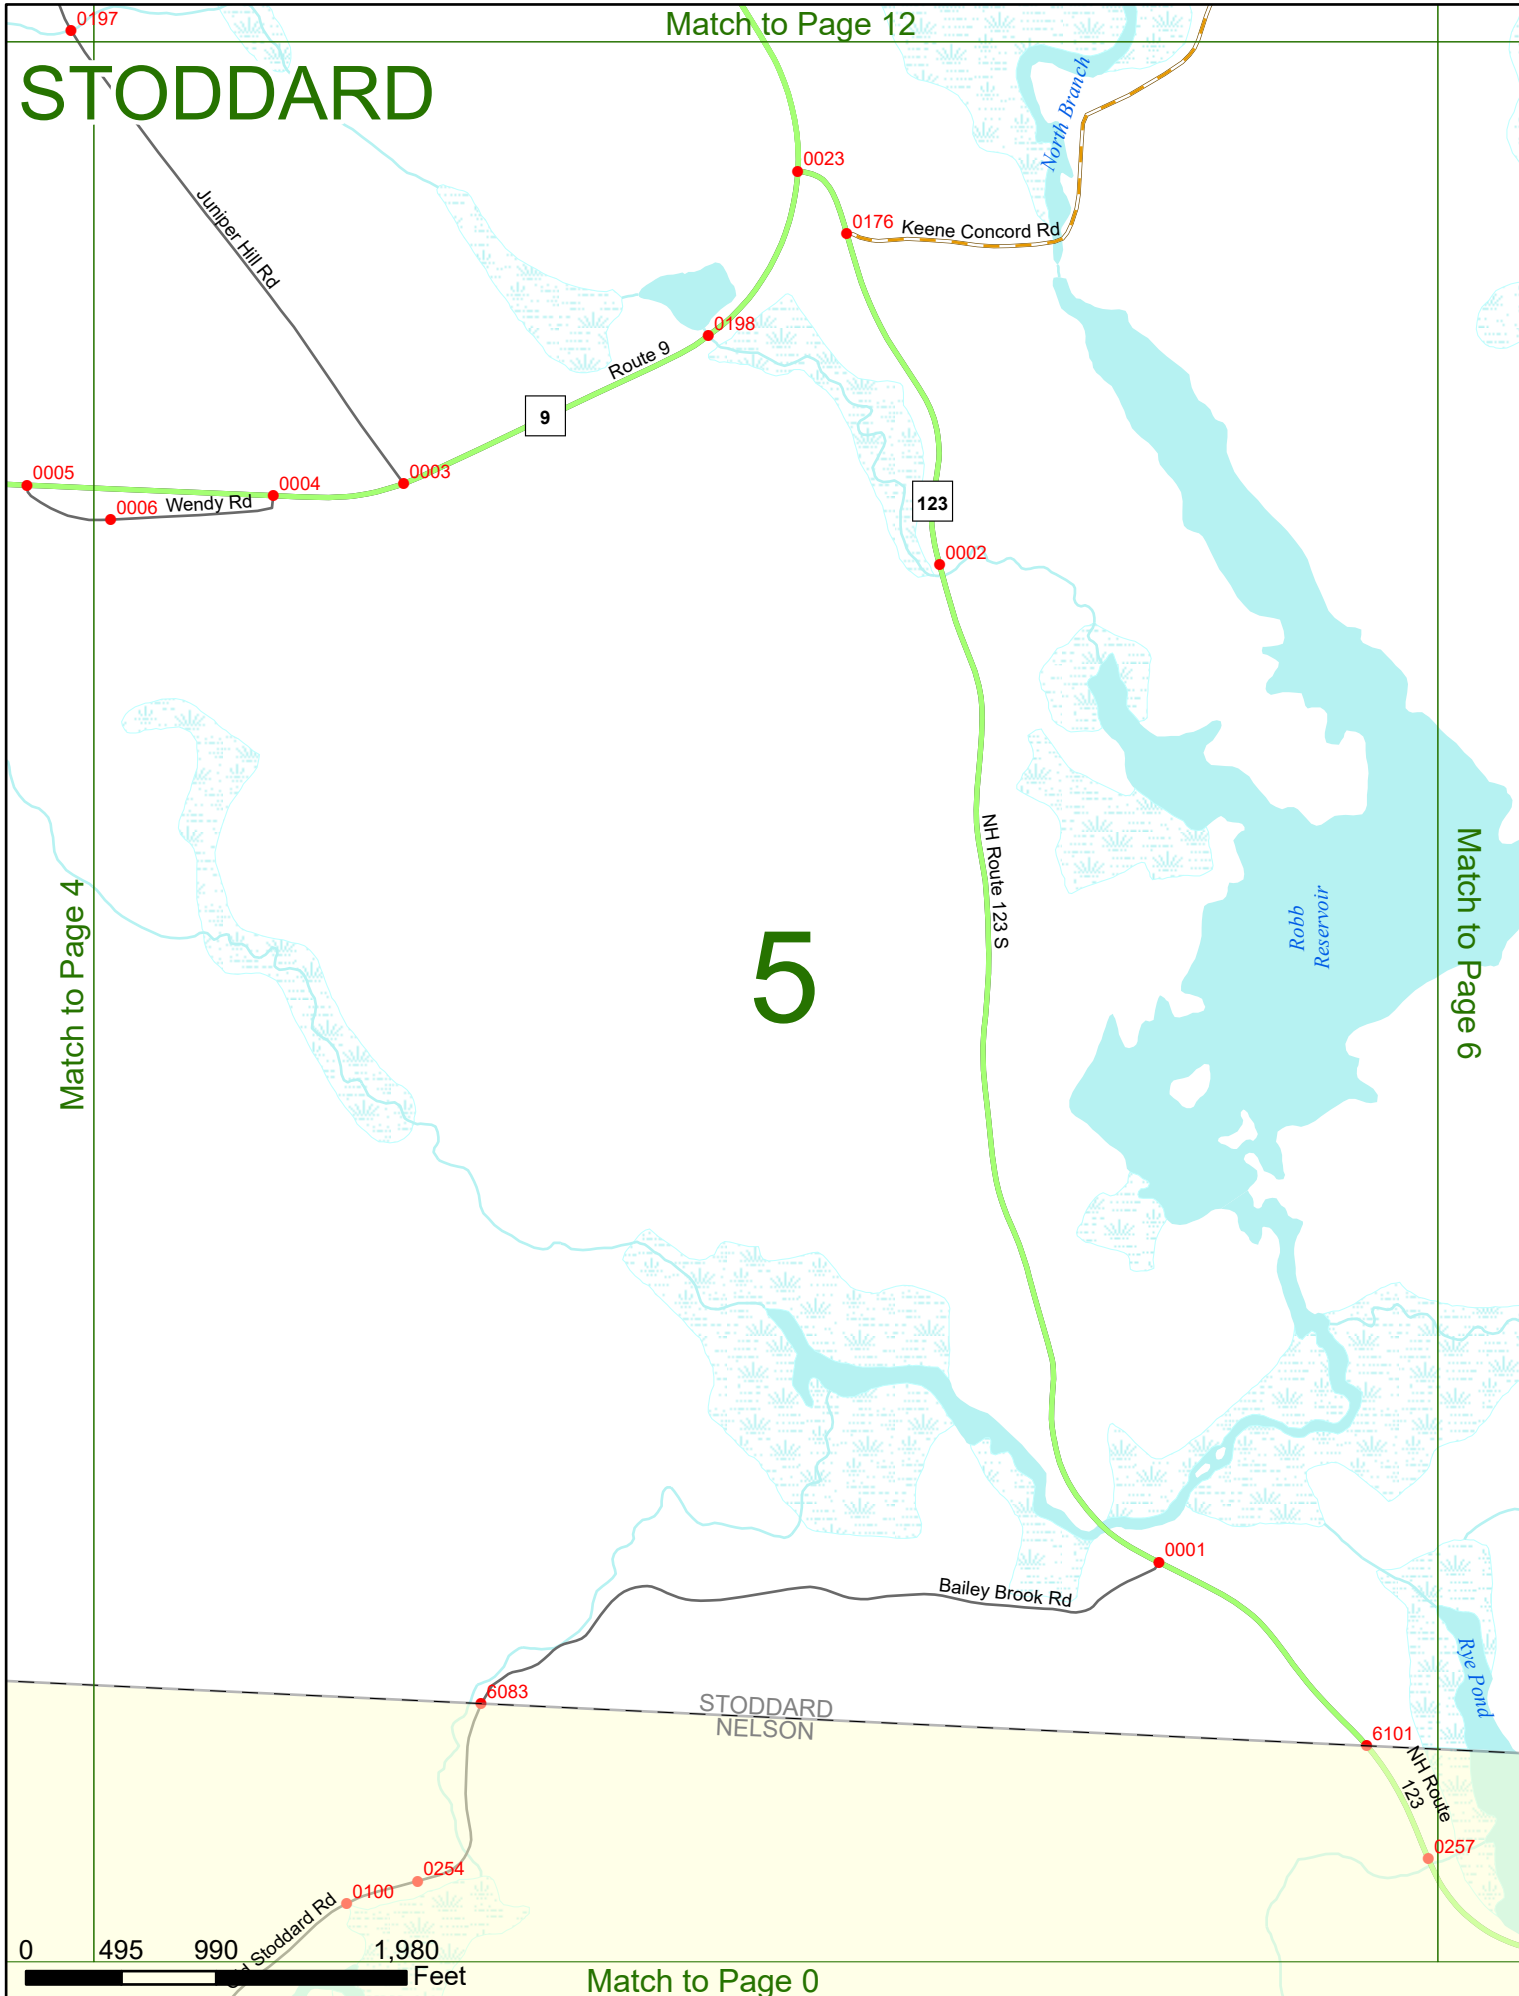 0197
Match to Page 12
STODDARD
North Branch
0023
Juniper Hill Rd
0176
Keene Concord Rd
0198
Route 9
9
0005
0004
0003
0006
Wendy Rd
123
0002
NH Route 123 S
Match to Page 4
5
Robb
Reservoir
Match to Page 6
0001
Bailey Brook Rd
Rye Pond
6083
STODDARD
NELSON
6101
NH Route
123
0257
0254
0100
Old Stoddard Rd
0 495 990 1,980
Feet
Match to Page 0